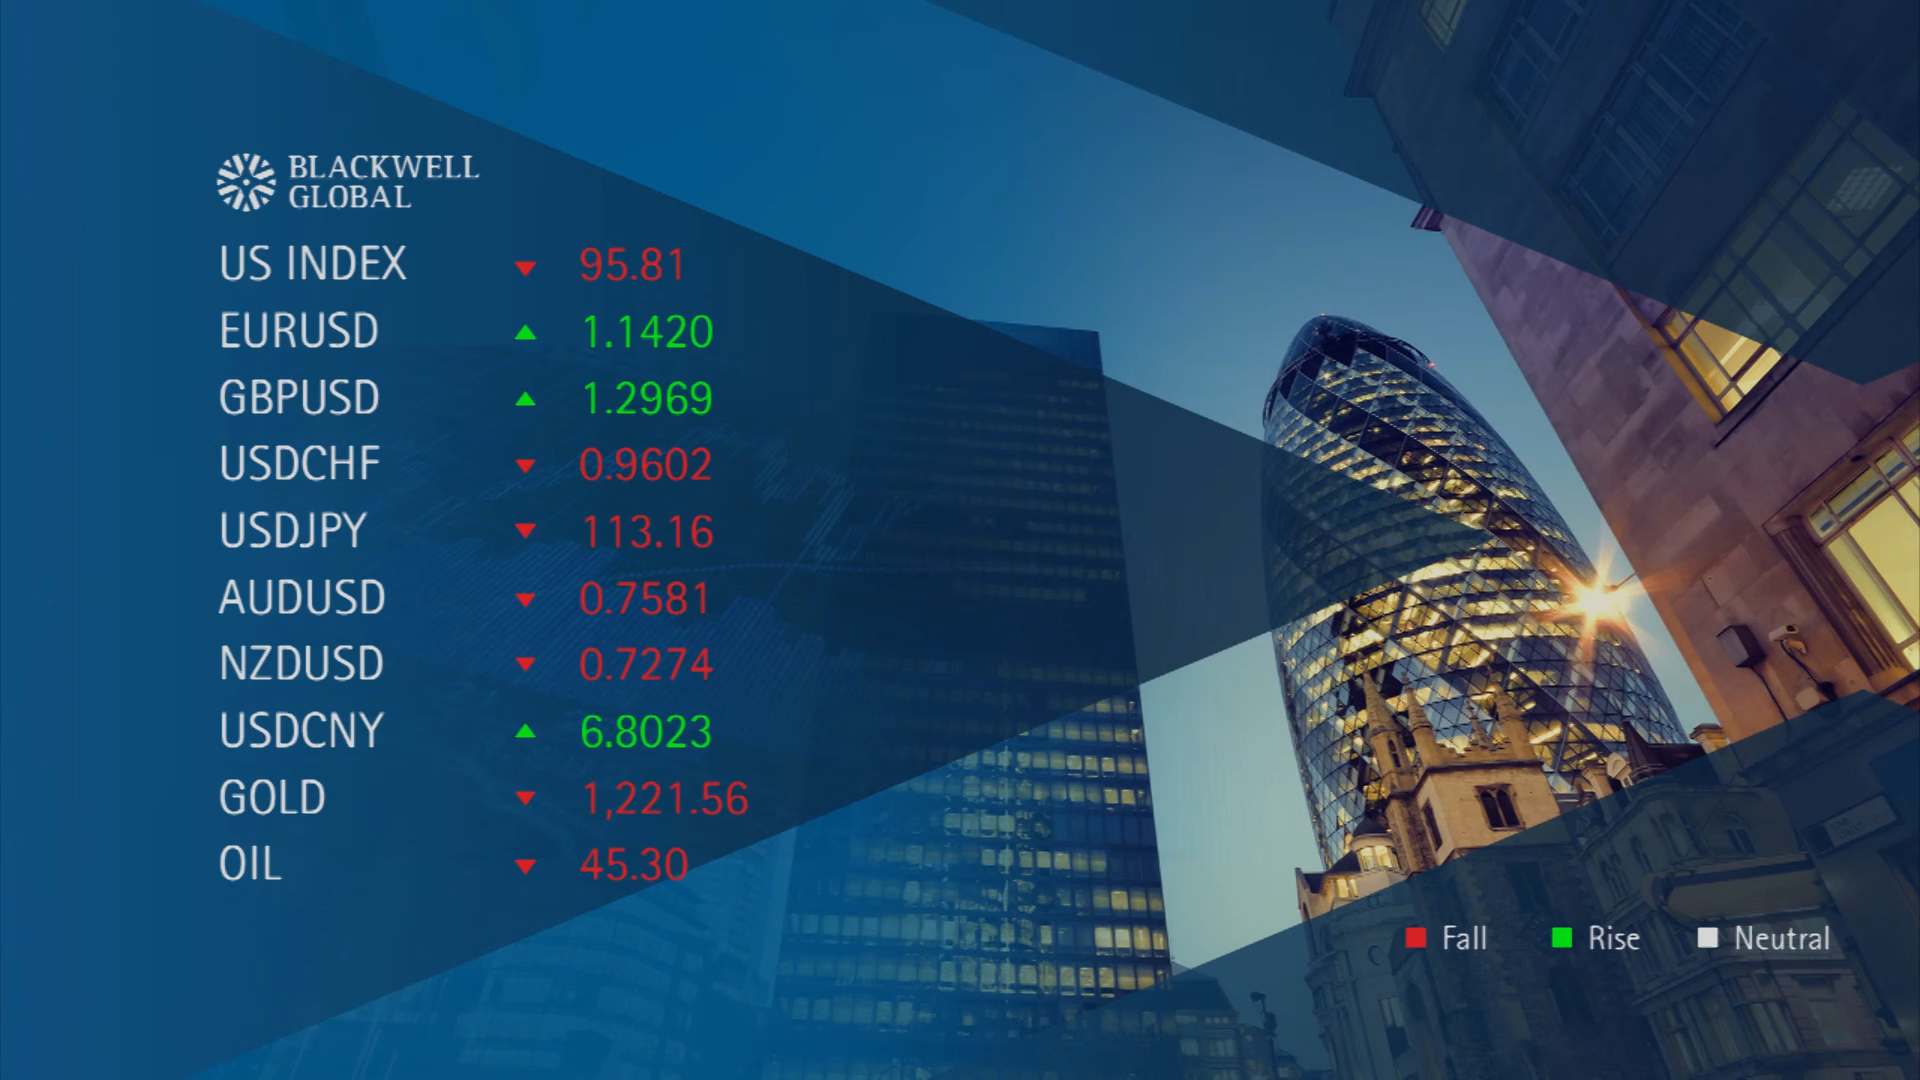 BLACKWELL
GLOBAL
US INDEX ▼ 95.81
EURUSD ▲ 1.1420
GBPUSD ▲ 1.2969
USDCHF ▼ 0.9602
USDJPY ▼ 113.16
AUDUSD ▼ 0.7581
NZDUSD ▼ 0.7274
USDCNY ▲ 6.8023
GOLD ▼ 1,221.56
OIL ▼ 45.30
Fall Rise Neutral